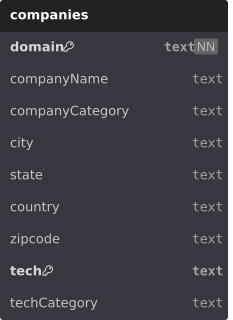 companies
domain text NN
companyName text
companyCategory text
city text
state text
country text
zipcode text
tech text
techCategory text